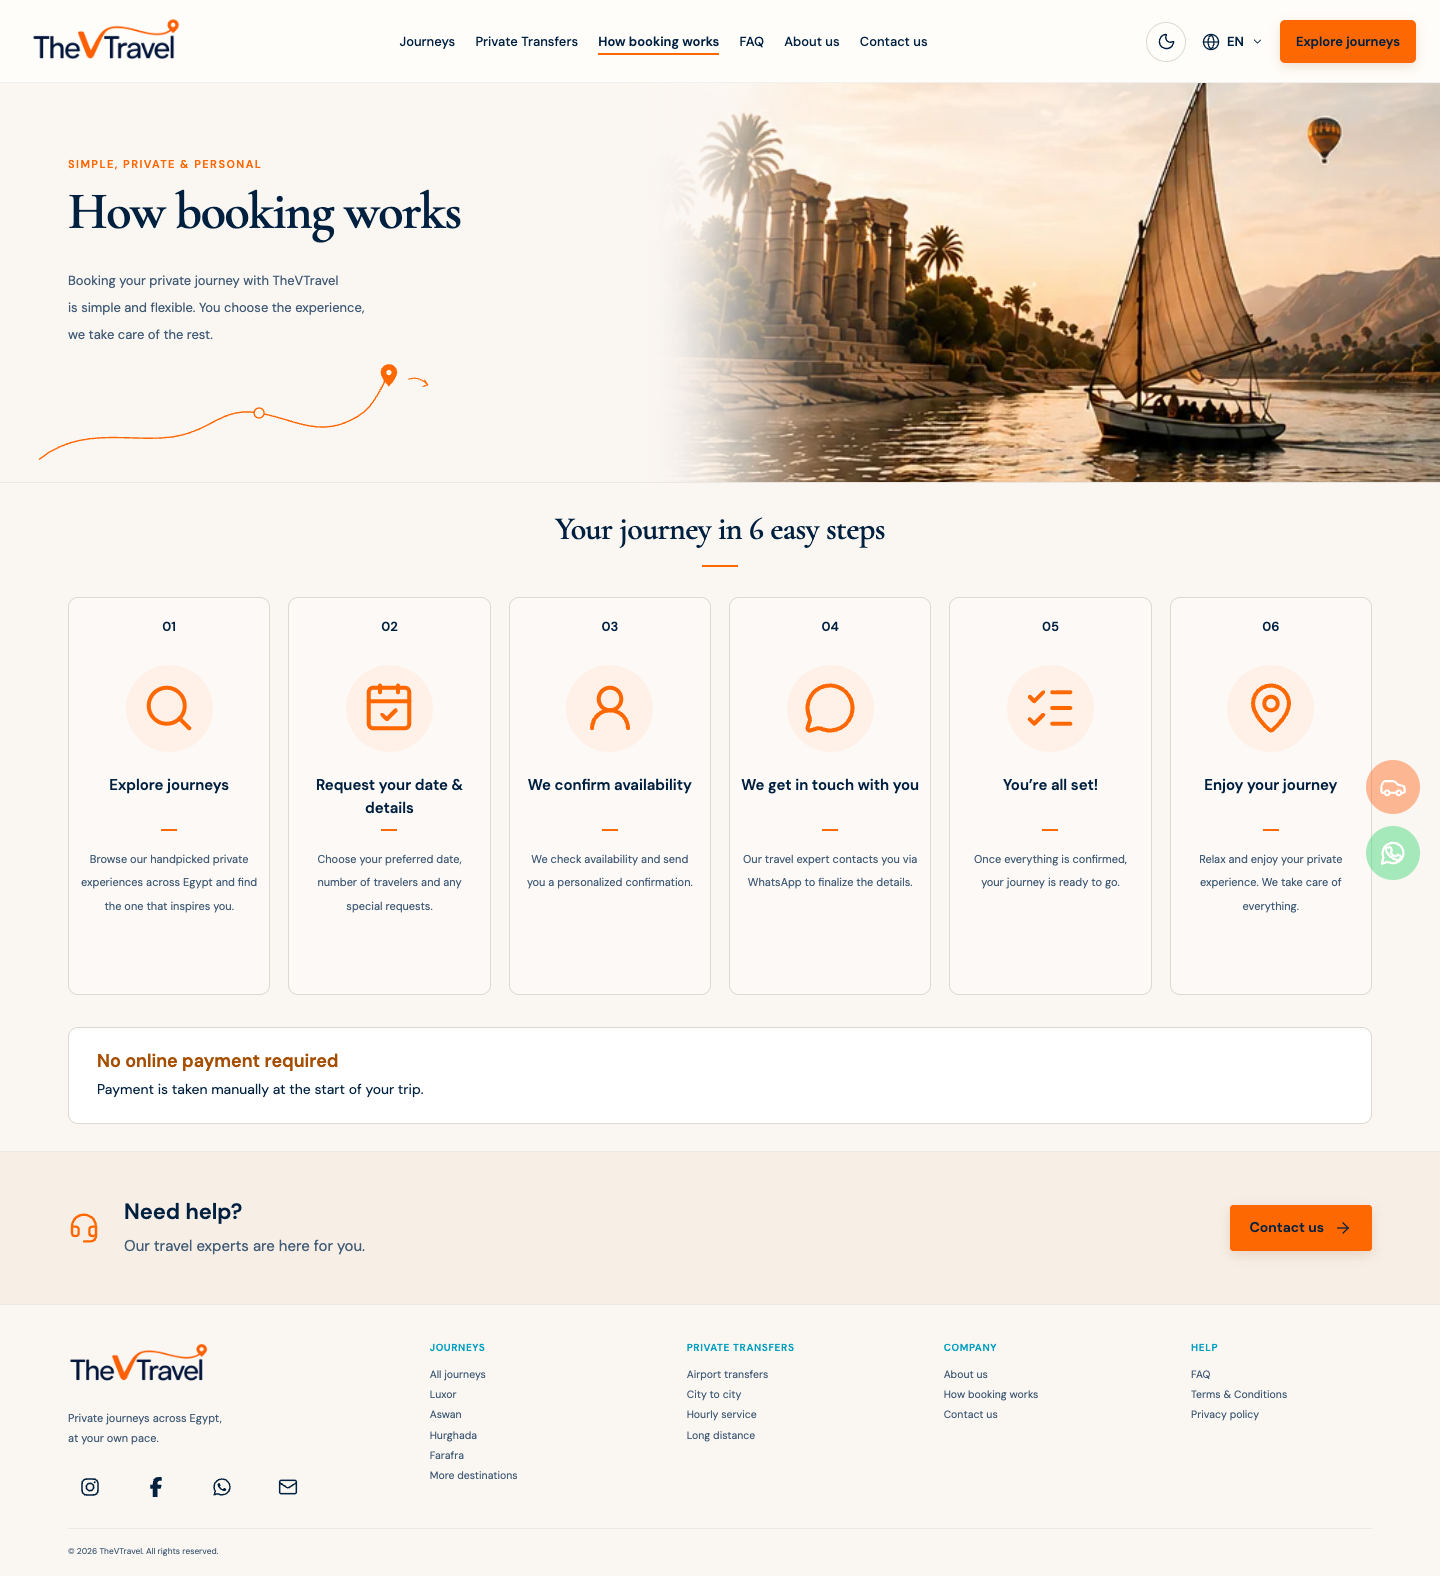 TheVTravel
Journeys
Private Transfers
How booking works
FAQ
About us
Contact us
EN
Explore journeys
SIMPLE, PRIVATE & PERSONAL
How booking works
Booking your private journey with TheVTravel
is simple and flexible. You choose the experience,
we take care of the rest.
Your journey in 6 easy steps
01
Explore journeys
Browse our handpicked private
experiences across Egypt and find
the one that inspires you.
02
Request your date &
details
Choose your preferred date,
number of travelers and any
special requests.
03
We confirm availability
We check availability and send
you a personalized confirmation.
04
We get in touch with you
Our travel expert contacts you via
WhatsApp to finalize the details.
05
You’re all set!
Once everything is confirmed,
your journey is ready to go.
06
Enjoy your journey
Relax and enjoy your private
experience. We take care of
everything.
No online payment required
Payment is taken manually at the start of your trip.
Need help?
Our travel experts are here for you.
Contact us
TheVTravel
Private journeys across Egypt,
at your own pace.
JOURNEYS
All journeys
Luxor
Aswan
Hurghada
Farafra
More destinations
PRIVATE TRANSFERS
Airport transfers
City to city
Hourly service
Long distance
COMPANY
About us
How booking works
Contact us
HELP
FAQ
Terms & Conditions
Privacy policy
© 2026 TheVTravel. All rights reserved.